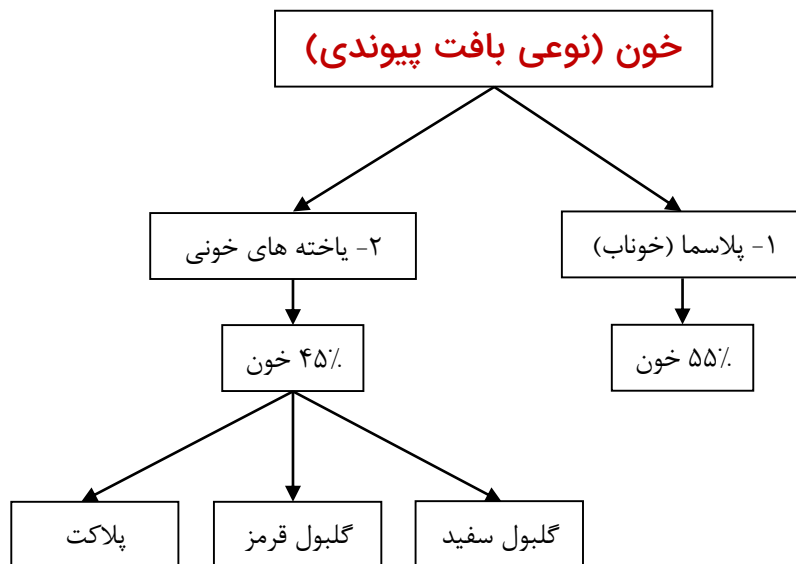 خون (نوعی بافت پیوندی)
۱- پلاسما (خوناب)
۲- یاخته های خونی
۵۵٪ خون
۴۵٪ خون
گلبول سفید
گلبول قرمز
پلاکت